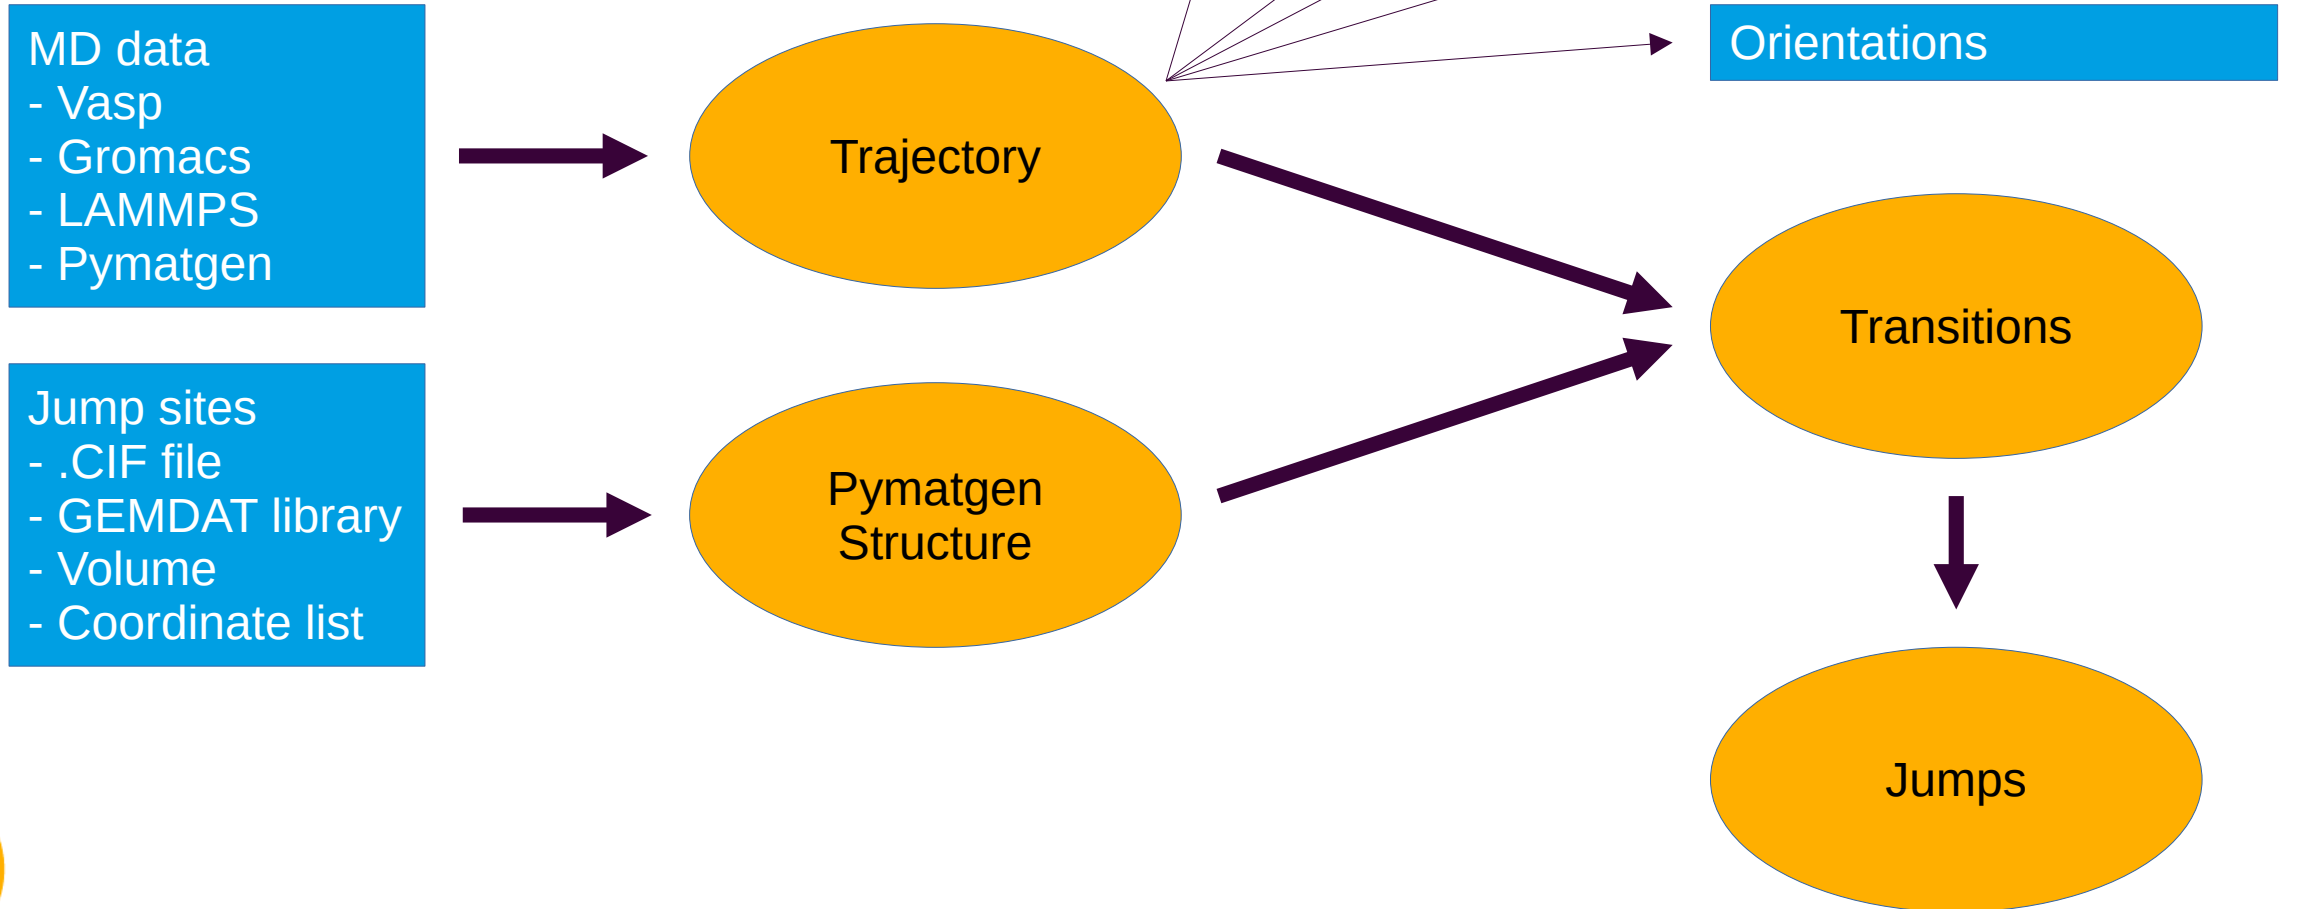 MD data
- Vasp
- Gromacs
- LAMMPS
- Pymatgen
Trajectory
Orientations
Transitions
Jump sites
- .CIF file
- GEMDAT library
- Volume
- Coordinate list
Pymatgen
Structure
Jumps